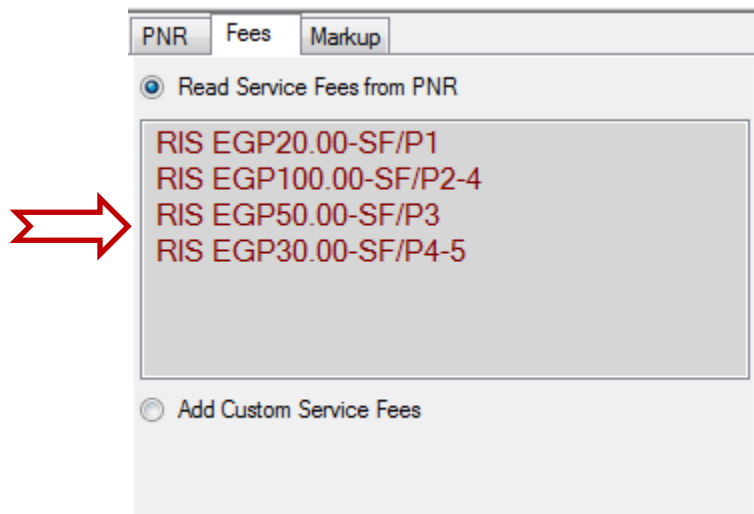 PNR Fees Markup
Read Service Fees from PNR
RIS EGP20.00-SF/P1
RIS EGP100.00-SF/P2-4
RIS EGP50.00-SF/P3
RIS EGP30.00-SF/P4-5
Add Custom Service Fees